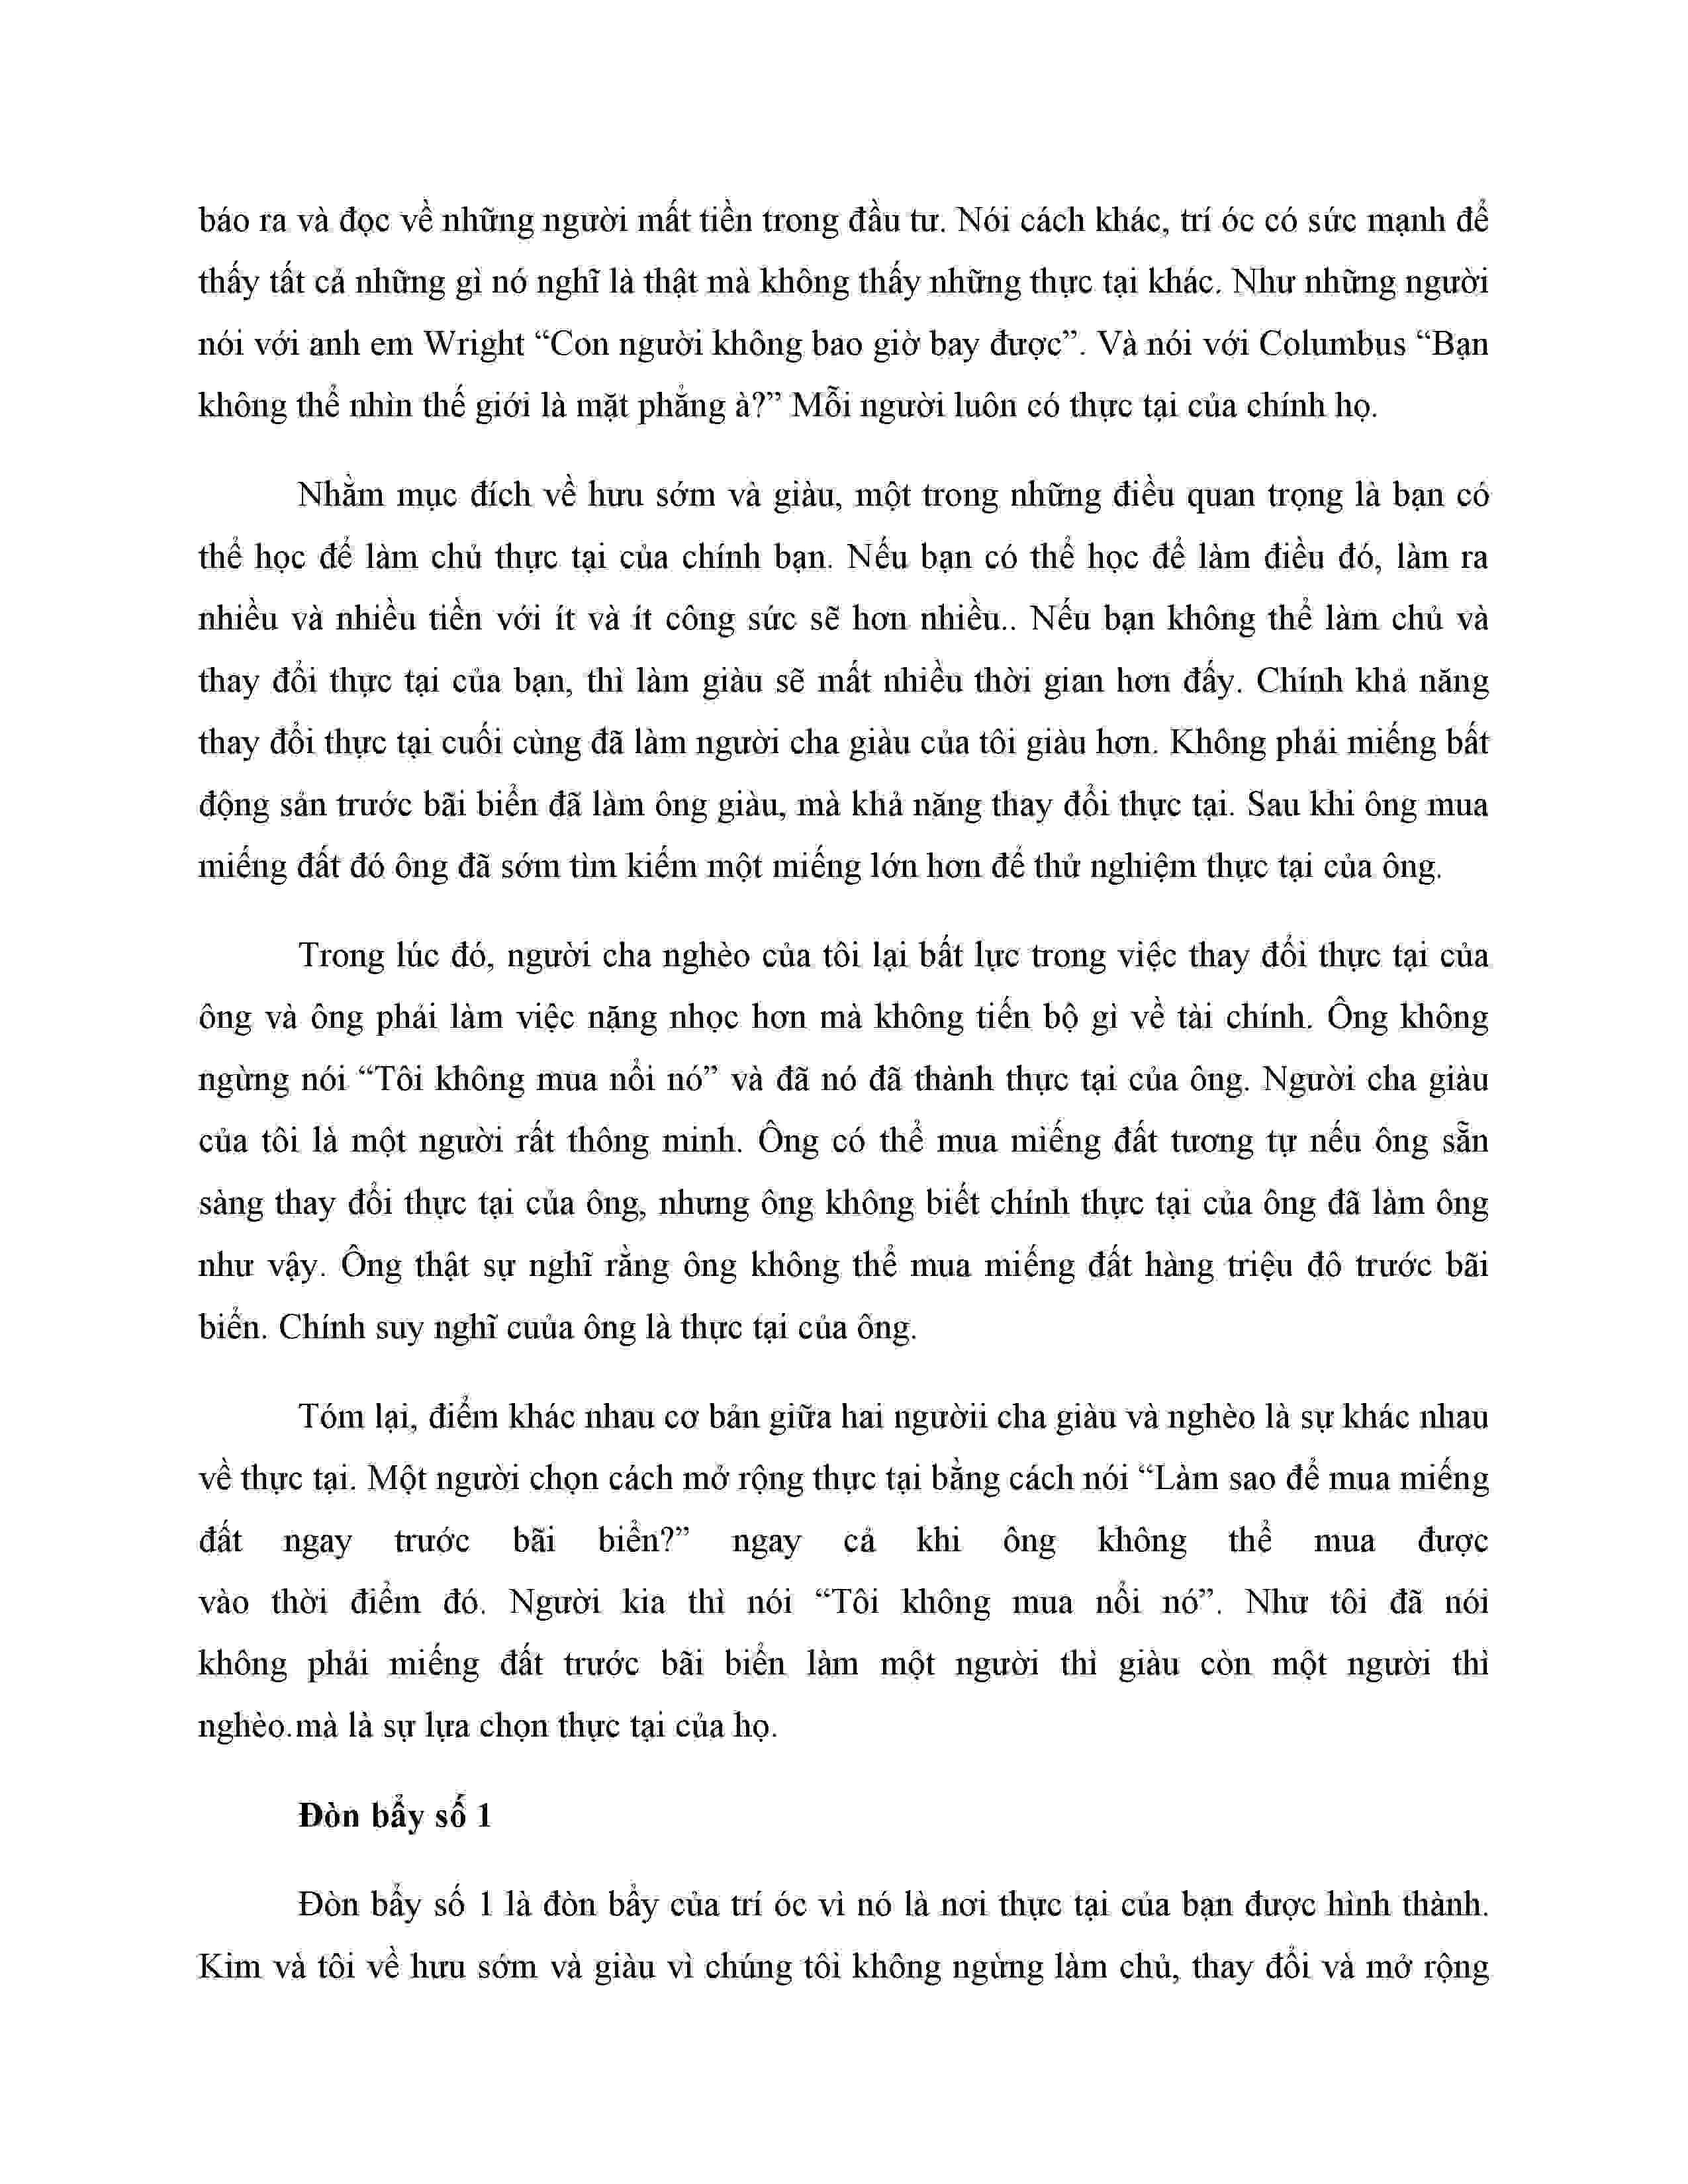 báo ra và đọc về những người mất tiền trong đầu tư. Nói cách khác, trí óc có sức mạnh để
thấy tất cả những gì nó nghĩ là thật mà không thấy những thực tại khác. Như những người
nói với anh em Wright “Con người không bao giờ bay được”. Và nói với Columbus “Bạn
không thể nhìn thế giới là mặt phẳng à?” Mỗi người luôn có thực tại của chính họ.
Nhằm mục đích về hưu sớm và giàu, một trong những điều quan trọng là bạn có
thể học để làm chủ thực tại của chính bạn. Nếu bạn có thể học để làm điều đó, làm ra
nhiều và nhiều tiền với ít và ít công sức sẽ hơn nhiều.. Nếu bạn không thể làm chủ và
thay đổi thực tại của bạn, thì làm giàu sẽ mất nhiều thời gian hơn đấy. Chính khả năng
thay đổi thực tại cuối cùng đã làm người cha giàu của tôi giàu hơn. Không phải miếng bất
động sản trước bãi biển đã làm ông giàu, mà khả năng thay đổi thực tại. Sau khi ông mua
miếng đất đó ông đã sớm tìm kiếm một miếng lớn hơn để thử nghiệm thực tại của ông.
Trong lúc đó, người cha nghèo của tôi lại bất lực trong việc thay đổi thực tại của
ông và ông phải làm việc nặng nhọc hơn mà không tiến bộ gì về tài chính. Ông không
ngừng nói “Tôi không mua nổi nó” và đã nó đã thành thực tại của ông. Người cha giàu
của tôi là một người rất thông minh. Ông có thể mua miếng đất tương tự nếu ông sẵn
sàng thay đổi thực tại của ông, nhưng ông không biết chính thực tại của ông đã làm ông
như vậy. Ông thật sự nghĩ rằng ông không thể mua miếng đất hàng triệu đô trước bãi
biển. Chính suy nghĩ cuủa ông là thực tại của ông.
Tóm lại, điểm khác nhau cơ bản giữa hai ngườii cha giàu và nghèo là sự khác nhau
về thực tại. Một người chọn cách mở rộng thực tại bằng cách nói “Làm sao để mua miếng
đất ngay trước bãi biển?” ngay cả khi ông không thể mua được
vào thời điểm đó. Người kia thì nói “Tôi không mua nổi nó”. Như tôi đã nói
không phải miếng đất trước bãi biển làm một người thì giàu còn một người thì
nghèo.mà là sự lựa chọn thực tại của họ.
Đòn bẩy số 1
Đòn bẩy số 1 là đòn bẩy của trí óc vì nó là nơi thực tại của bạn được hình thành.
Kim và tôi về hưu sớm và giàu vì chúng tôi không ngừng làm chủ, thay đổi và mở rộng